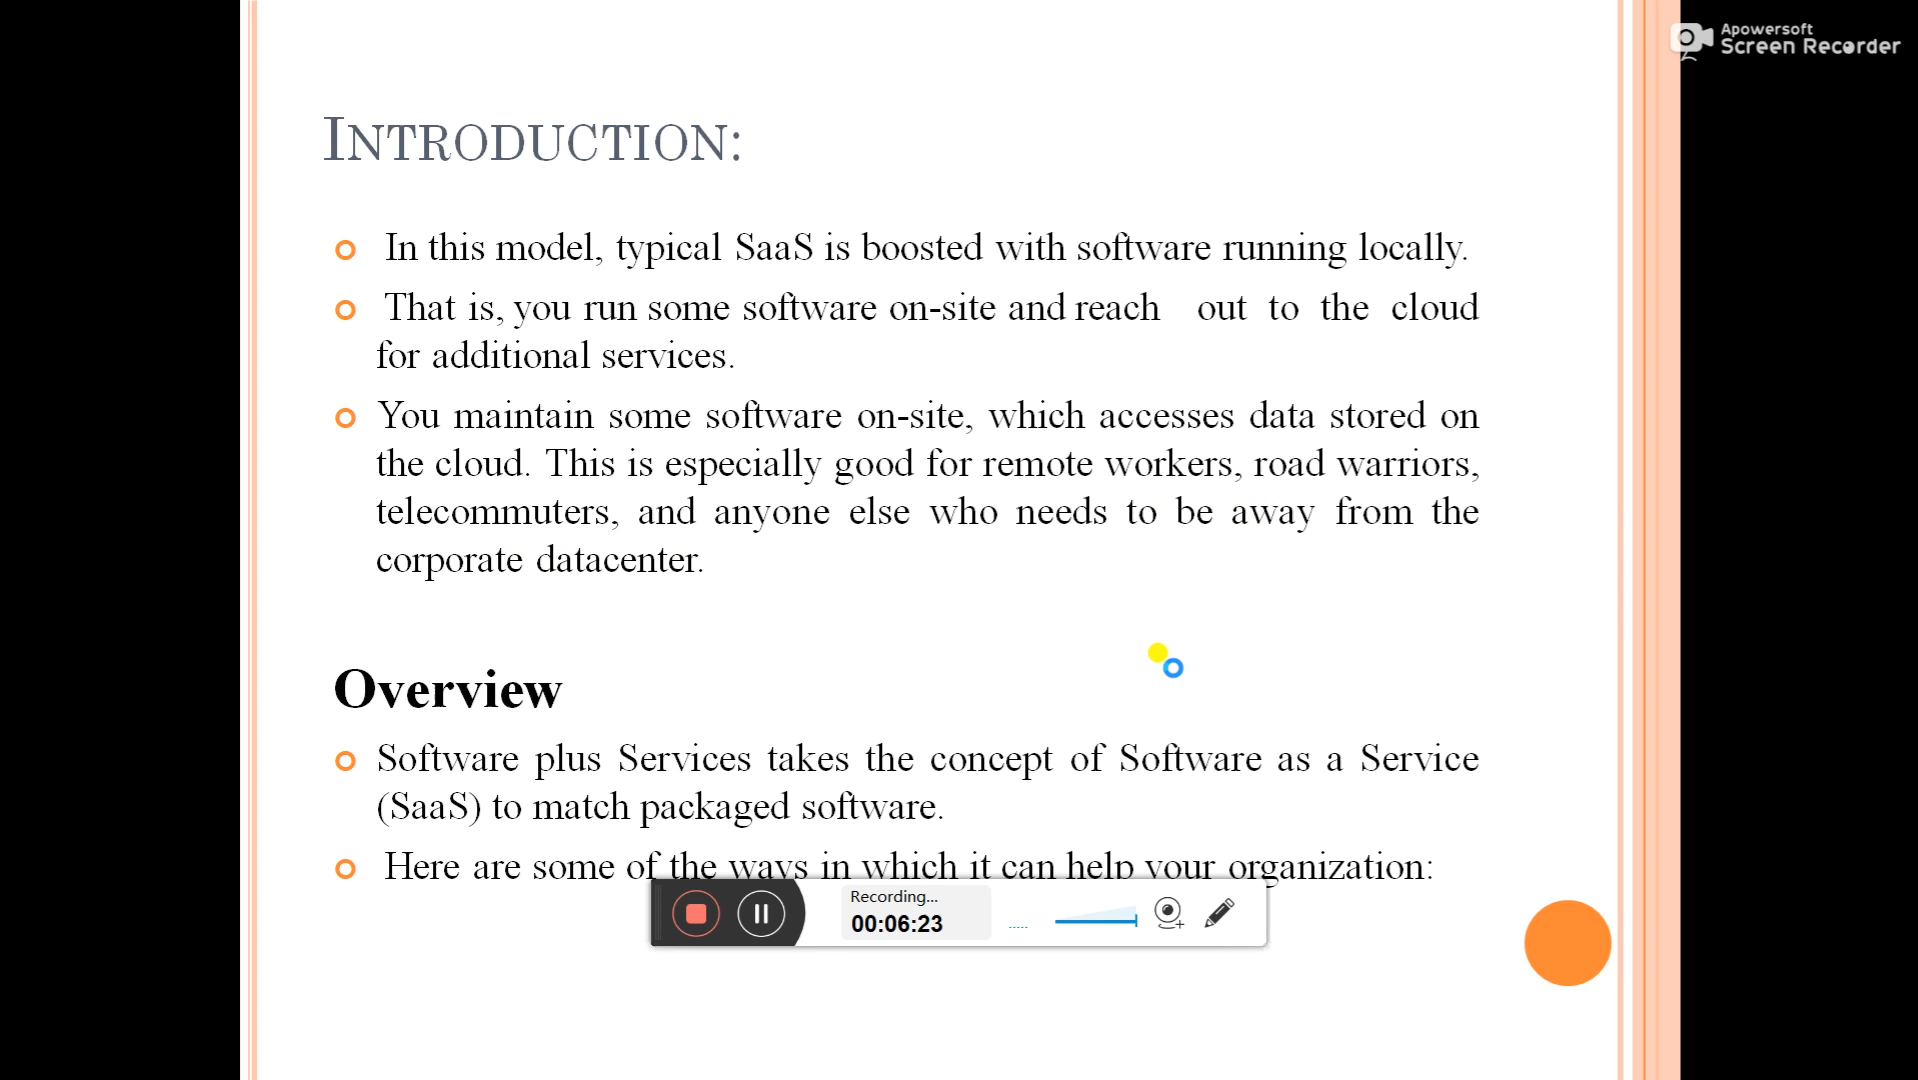 Apowersoft
Screen Recorder
INTRODUCTION:
In this model, typical SaaS is boosted with software running locally.
That is, you run some software on-site and reach out to the cloud
for additional services.
You maintain some software on-site, which accesses data stored on
the cloud. This is especially good for remote workers, road warriors,
telecommuters, and anyone else who needs to be away from the
corporate datacenter.
Overview
Software plus Services takes the concept of Software as a Service
(SaaS) to match packaged software.
Here are some of the ways in which it can help your organization:
Recording...
00:06:23